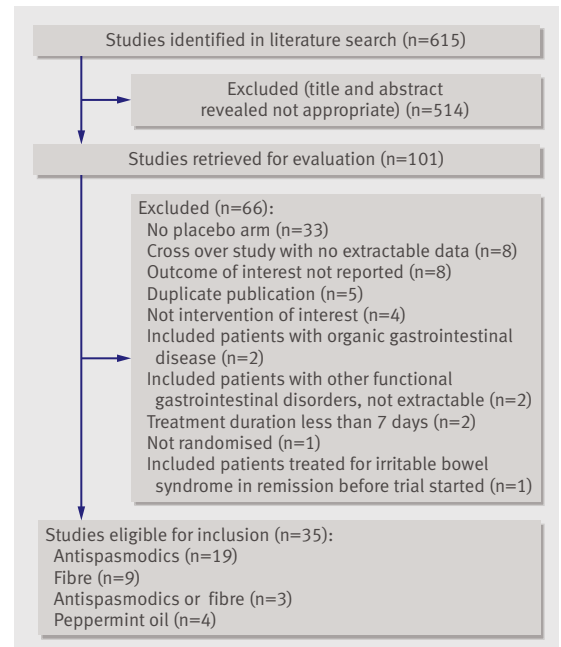 Studies identified in literature search (n=615)
Excluded (title and abstract
revealed not appropriate) (n=514)
Studies retrieved for evaluation (n=101)
Excluded (n=66):
No placebo arm (n=33)
Cross over study with no extractable data (n=8)
Outcome of interest not reported (n=8)
Duplicate publication (n=5)
Not intervention of interest (n=4)
Included patients with organic gastrointestinal
disease (n=2)
Included patients with other functional
gastrointestinal disorders, not extractable (n=2)
Treatment duration less than 7 days (n=2)
Not randomised (n=1)
Included patients treated for irritable bowel
syndrome in remission before trial started (n=1)
Studies eligible for inclusion (n=35):
Antispasmodics (n=19)
Fibre (n=9)
Antispasmodics or fibre (n=3)
Peppermint oil (n=4)